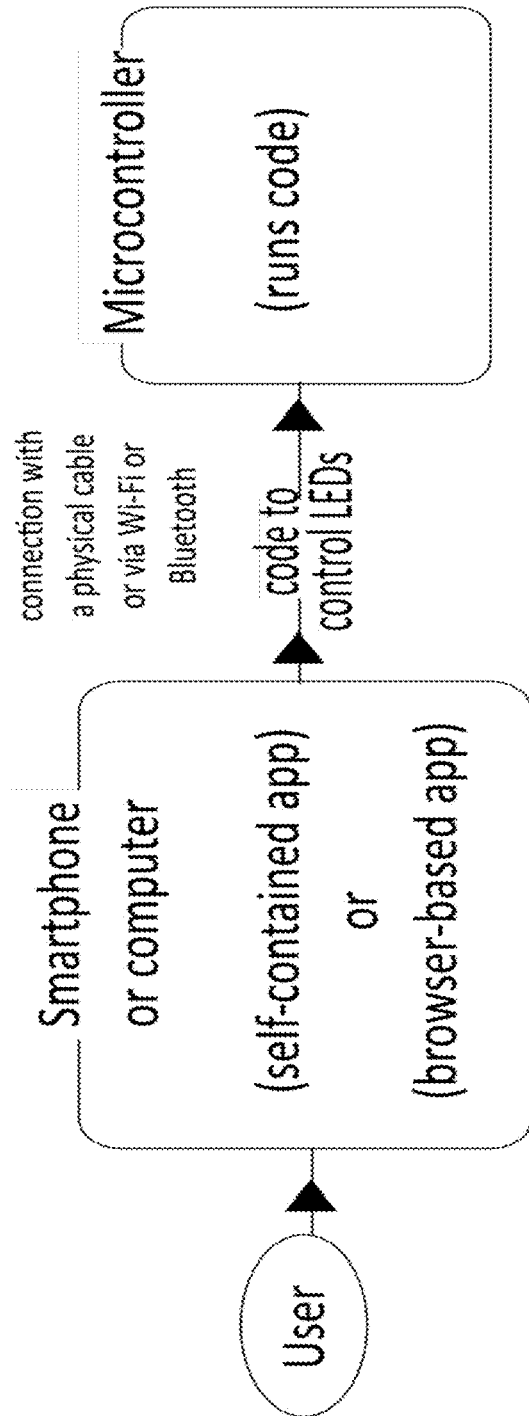 User
Smartphone
or computer
(self-contained app)
or
(browser-based app)
connection with
a physical cable
or via Wi-Fi or
Bluetooth
code to
control LEDs
Microcontroller
(runs code)